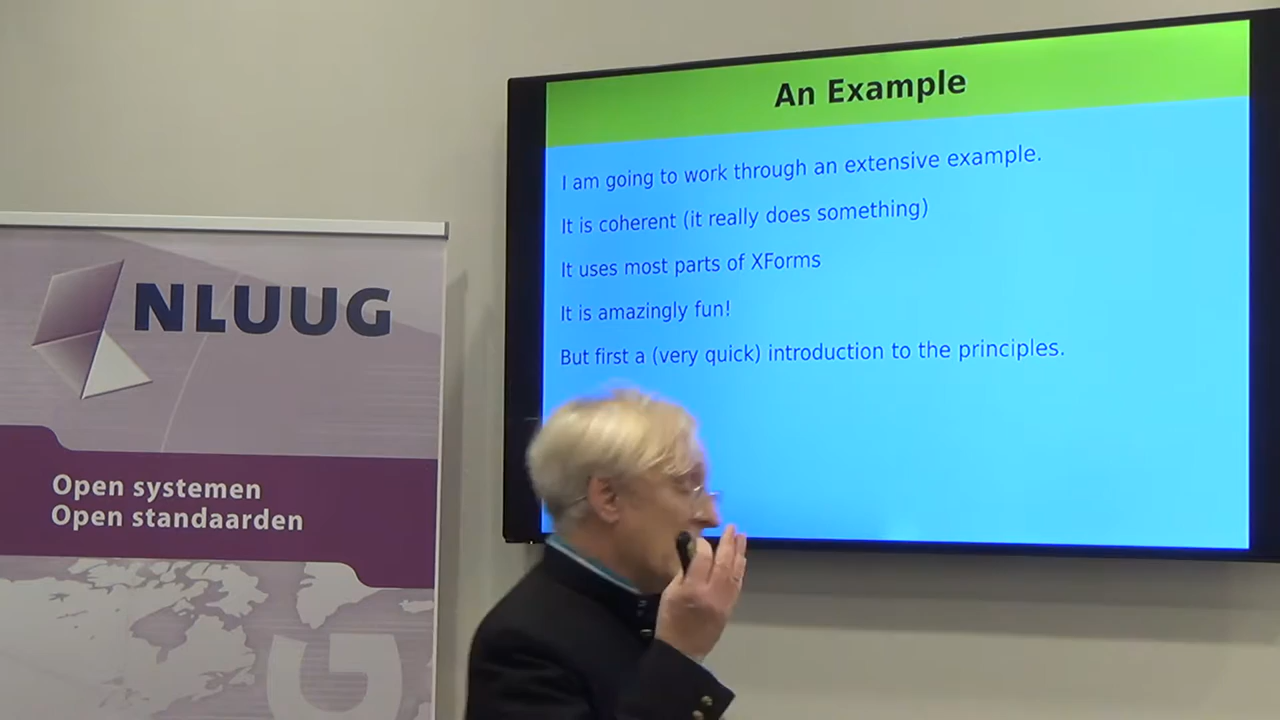 NLUUG
Open systemen
Open standaarden
G
An Example
I am going to work through an extensive example.
It is coherent (it really does something)
It uses most parts of XForms
It is amazingly fun!
But first a (very quick) introduction to the principles.